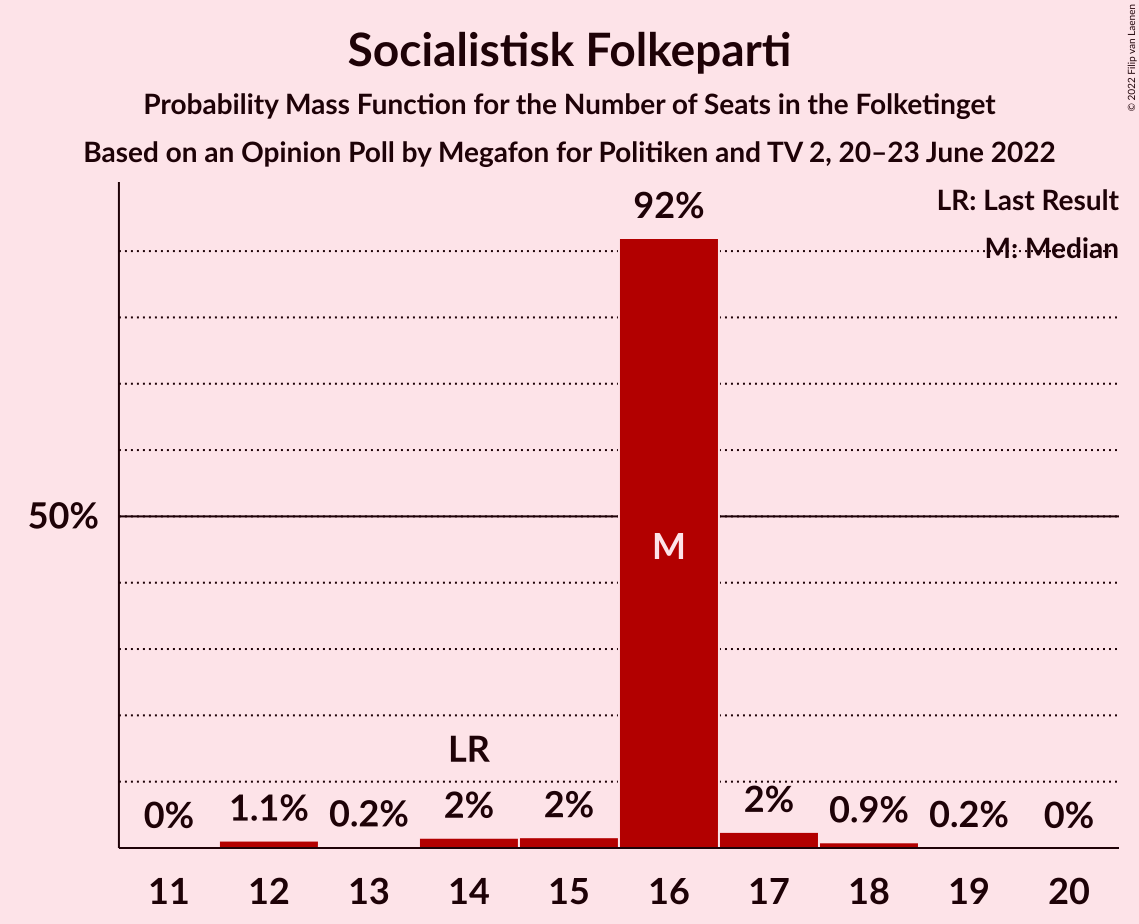 Socialistisk Folkeparti
Probability Mass Function for the Number of Seats in the Folketinget
Based on an Opinion Poll by Megafon for Politiken and TV 2, 20–23 June 2022
© 2022 Filip van Laenen
LR: Last Result
M: Median
92%
50%
M
LR
0% 1.1% 0.2% 2% 2% 2% 0.9% 0.2% 0%
11 12 13 14 15 16 17 18 19 20